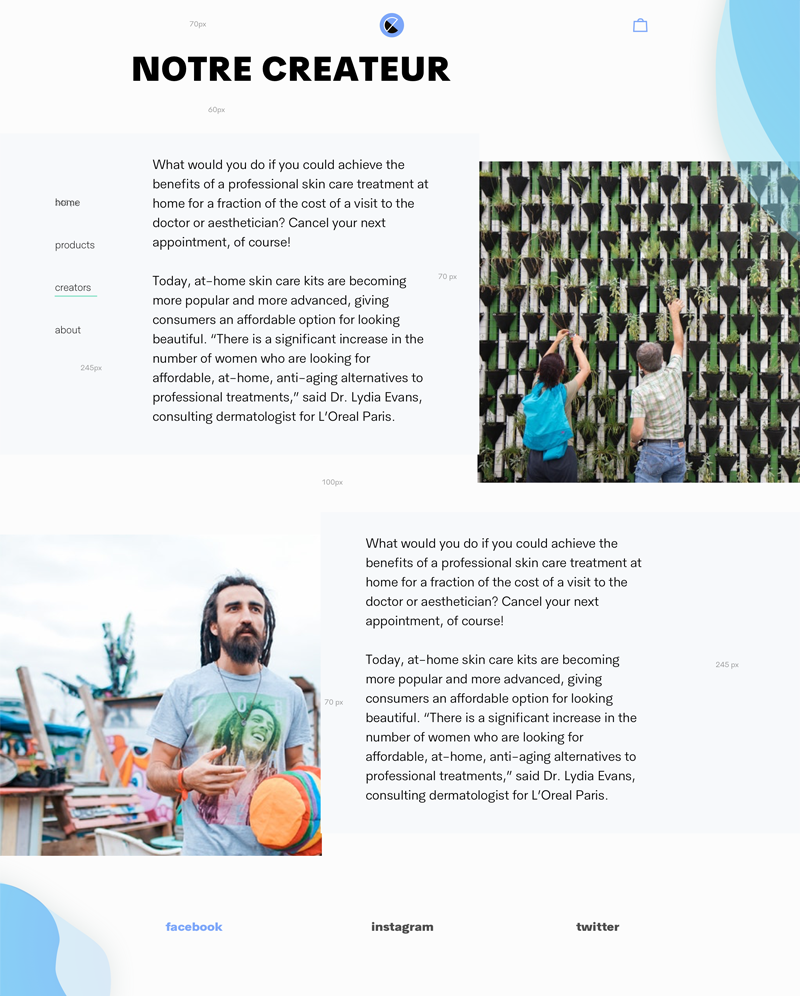 70px
NOTRE CREATEUR
60px
home
products
creators
about
245px
What would you do if you could achieve the
benefits of a professional skin care treatment at
home for a fraction of the cost of a visit to the
doctor or aesthetician? Cancel your next
appointment, of course!
Today, at-home skin care kits are becoming
more popular and more advanced, giving
consumers an affordable option for looking
beautiful. “There is a significant increase in the
number of women who are looking for
affordable, at-home, anti-aging alternatives to
professional treatments,” said Dr. Lydia Evans,
consulting dermatologist for L’Oreal Paris.
70 px
100px
70 px
What would you do if you could achieve the
benefits of a professional skin care treatment at
home for a fraction of the cost of a visit to the
doctor or aesthetician? Cancel your next
appointment, of course!
Today, at-home skin care kits are becoming
more popular and more advanced, giving
consumers an affordable option for looking
beautiful. “There is a significant increase in the
number of women who are looking for
affordable, at-home, anti-aging alternatives to
professional treatments,” said Dr. Lydia Evans,
consulting dermatologist for L’Oreal Paris.
245 px
facebook
instagram
twitter